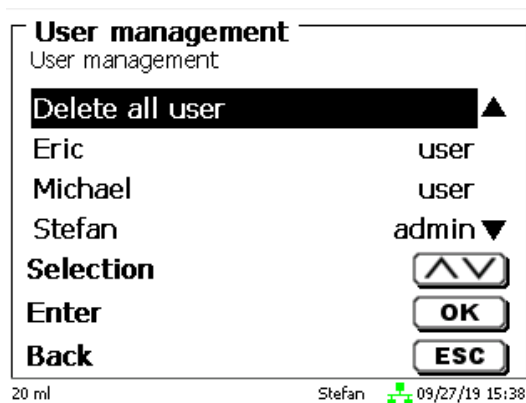 User management
User management
Delete all user
Eric user
Michael user
Stefan admin
Selection
Enter OK
Back ESC
20 ml Stefan 09/27/19 15:38